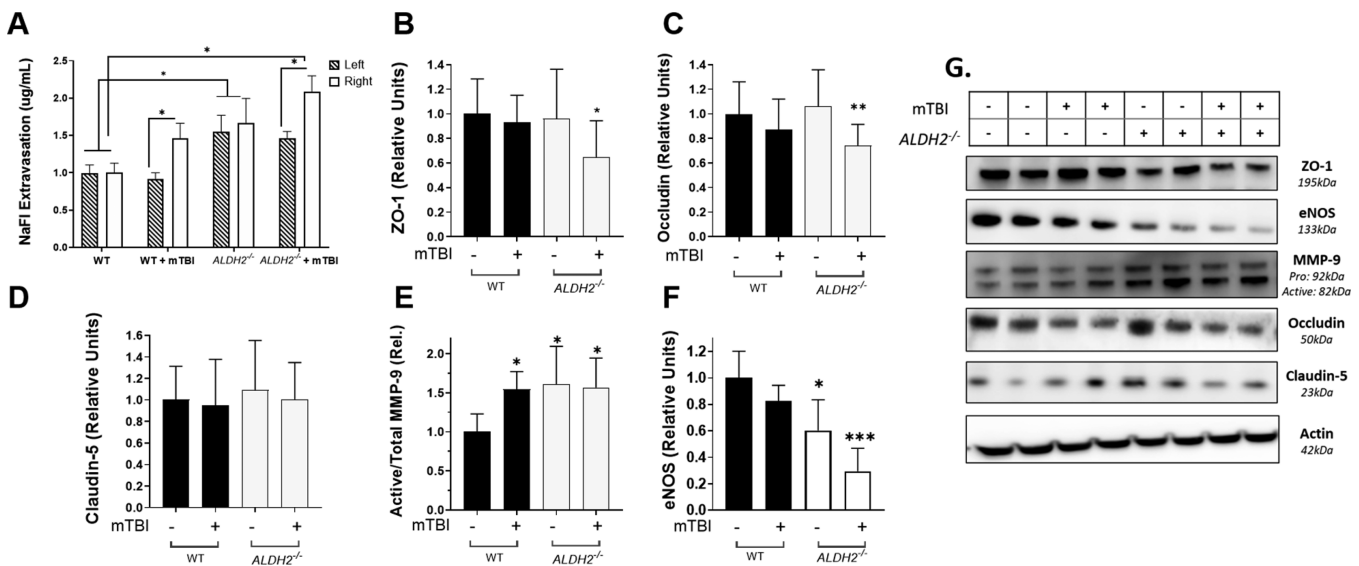 A
NaFl Extravasation (ug/mL)
2.5
2.0
1.5
1.0
0.5
0.0
*
*
*
*
Left
Right
WT
WT + mTBI
ALDH2-/-
ALDH2-/- + mTBI
B
ZO-1 (Relative Units)
1.4
1.2
1.0
0.8
0.6
0.4
0.2
0.0
*
mTBI - + - +
WT
ALDH2-/-
C
Occludin (Relative Units)
1.4
1.2
1.0
0.8
0.6
0.4
0.2
0.0
**
mTBI - + - +
WT
ALDH2-/-
D
Claudin-5 (Relative Units)
1.6
1.4
1.2
1.0
0.8
0.6
0.4
0.2
0.0
mTBI - + - +
WT
ALDH2-/-
E
Active/Total MMP-9 (Rel.)
2.0
1.5
1.0
0.5
0.0
* * *
mTBI - + - +
WT
ALDH2-/-
F
eNOS (Relative Units)
1.2
1.0
0.8
0.6
0.4
0.2
0.0
* ***
mTBI - + - +
WT
ALDH2-/-
G.
mTBI - - + + - - + +
ALDH2-/- - - - - + + + +
ZO-1
195kDa
eNOS
133kDa
MMP-9
Pro: 92kDa
Active: 82kDa
Occludin
50kDa
Claudin-5
23kDa
Actin
42kDa